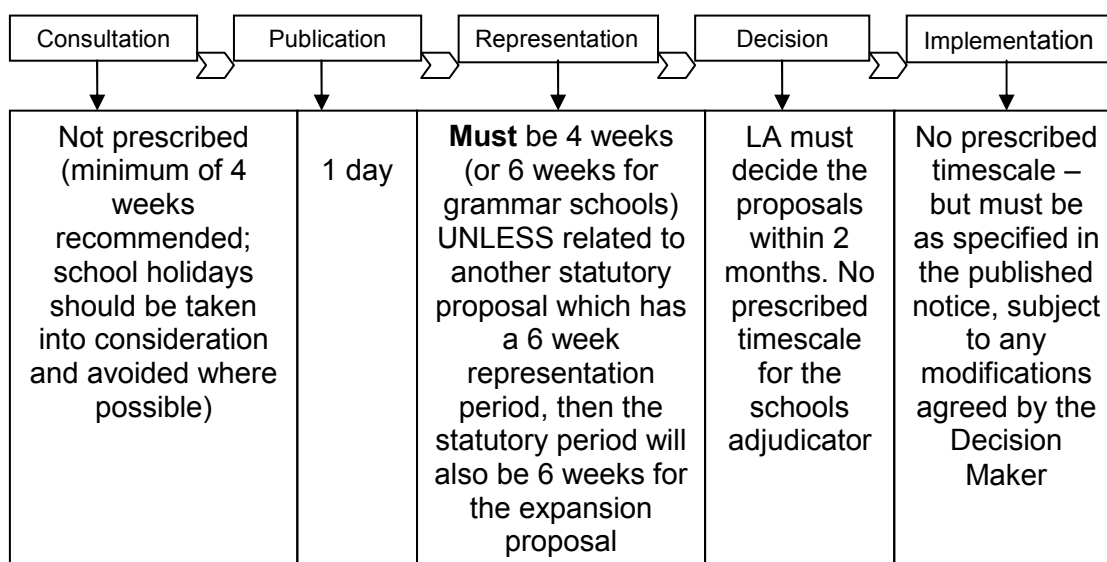 Consultation
Publication
Representation
Decision
Implementation
Not prescribed
(minimum of 4
weeks
recommended;
school holidays
should be taken
into consideration
and avoided where
possible)
1 day
Must be 4 weeks
(or 6 weeks for
grammar schools)
UNLESS related to
another statutory
proposal which has
a 6 week
representation
period, then the
statutory period will
also be 6 weeks for
the expansion
proposal
LA must
decide the
proposals
within 2
months. No
prescribed
timescale
for the
schools
adjudicator
No prescribed
timescale –
but must be
as specified in
the published
notice, subject
to any
modifications
agreed by the
Decision
Maker